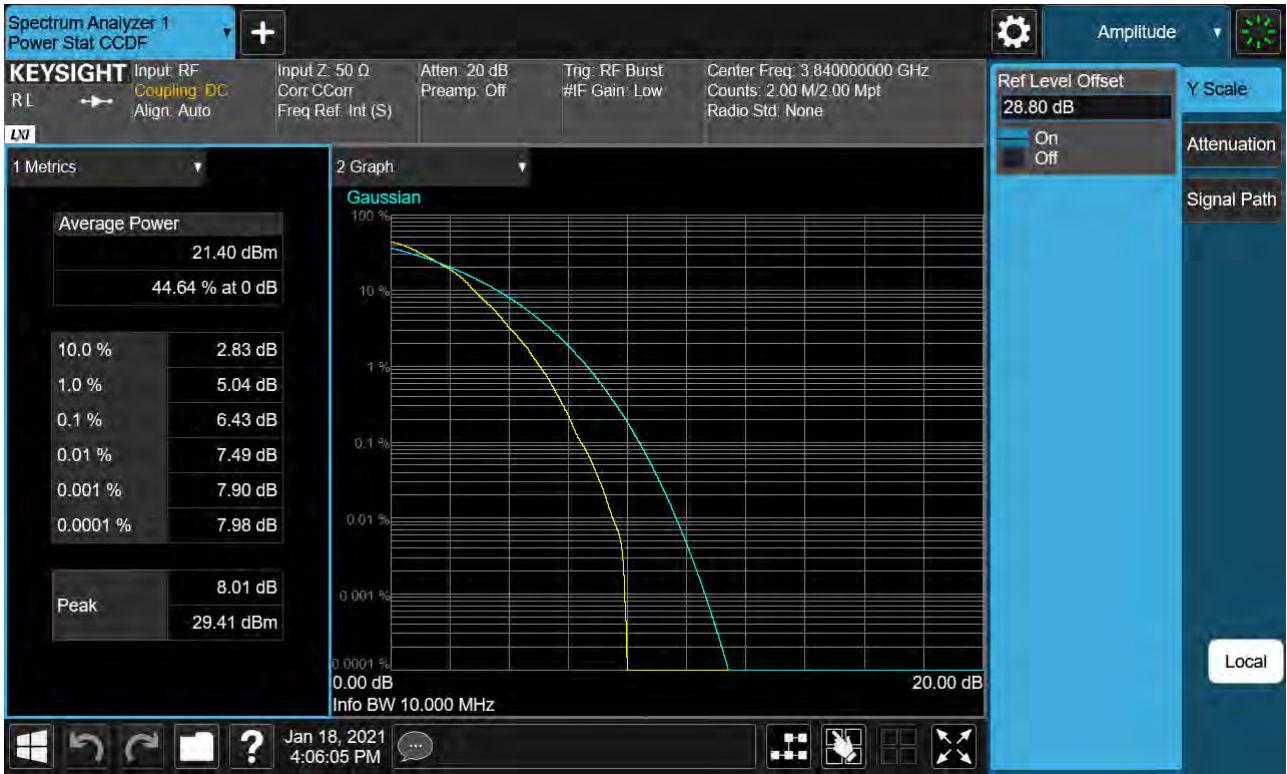 Spectrum Analyzer 1
Power Stat CCDF
Amplitude
KEYSIGHT
RL
LXI
Input: RF
Coupling: DC
Align: Auto
Input Z: 50 Ω
Corr CCorr
Freq Ref: Int (S)
Atten: 20 dB
Preamp: Off
Trig: RF Burst
#IF Gain: Low
Center Freq: 3.840000000 GHz
Counts: 2.00 M/2.00 Mpt
Radio Std: None
Ref Level Offset
28.80 dB
On
Off
Y Scale
Attenuation
Signal Path
Local
1 Metrics
Average Power
21.40 dBm
44.64 % at 0 dB
10.0 % 2.83 dB
1.0 % 5.04 dB
0.1 % 6.43 dB
0.01 % 7.49 dB
0.001 % 7.90 dB
0.0001 % 7.98 dB
Peak
8.01 dB
29.41 dBm
2 Graph
Gaussian
100 %
10 %
1 %
0.1 %
0.01 %
0.001 %
0.0001 %
0.00 dB 20.00 dB
Info BW 10.000 MHz
?
Jan 18, 2021
4:06:05 PM